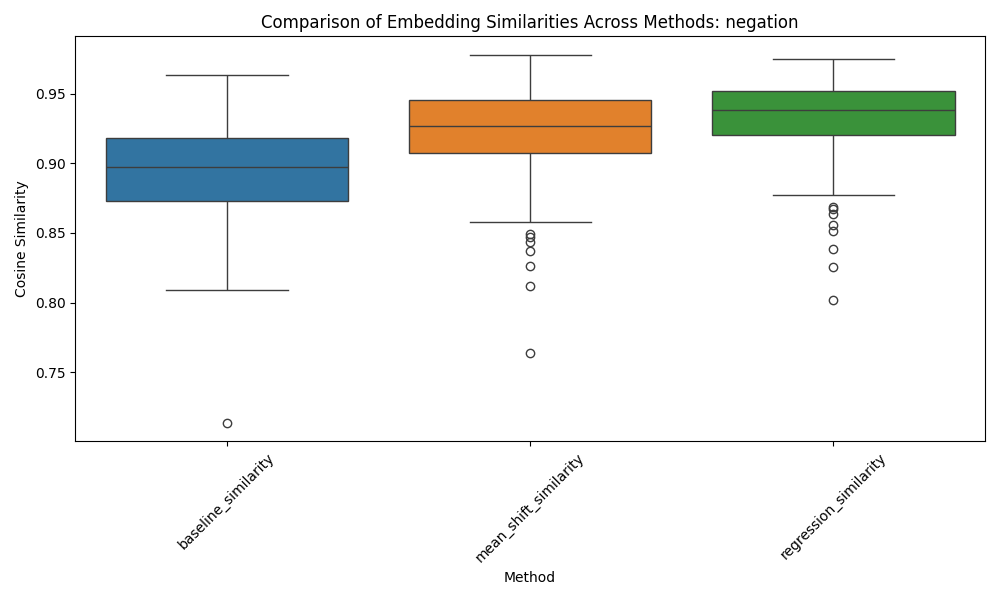 Comparison of Embedding Similarities Across Methods: negation
Cosine Similarity
0.95
0.90
0.85
0.80
0.75
baseline_similarity
mean_shift_similarity
regression_similarity
Method